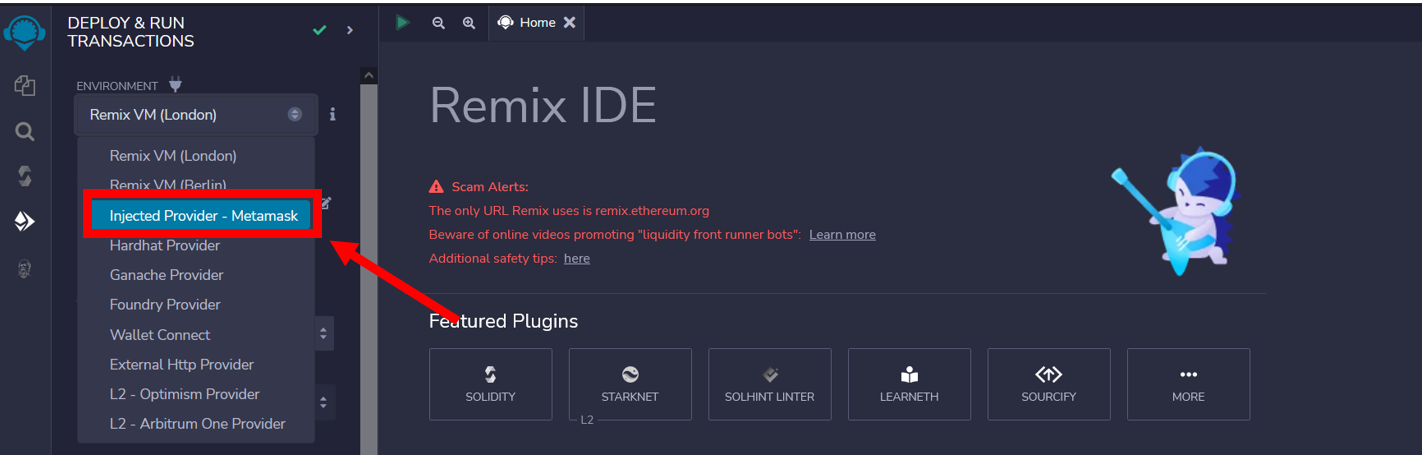 DEPLOY & RUN
TRANSACTIONS
ENVIRONMENT
Remix VM (London)
Remix VM (London)
Remix VM (Berlin)
Injected Provider - Metamask
Hardhat Provider
Ganache Provider
Foundry Provider
Wallet Connect
External Http Provider
L2 - Optimism Provider
L2 - Arbitrum One Provider
Home
Remix IDE
Scam Alerts:
The only URL Remix uses is remix.ethereum.org
Beware of online videos promoting "liquidity front runner bots": Learn more
Additional safety tips: here
Featured Plugins
SOLIDITY
STARKNET
L2
SOLHINT LINTER
LEARNETH
SOURCIFY
MORE